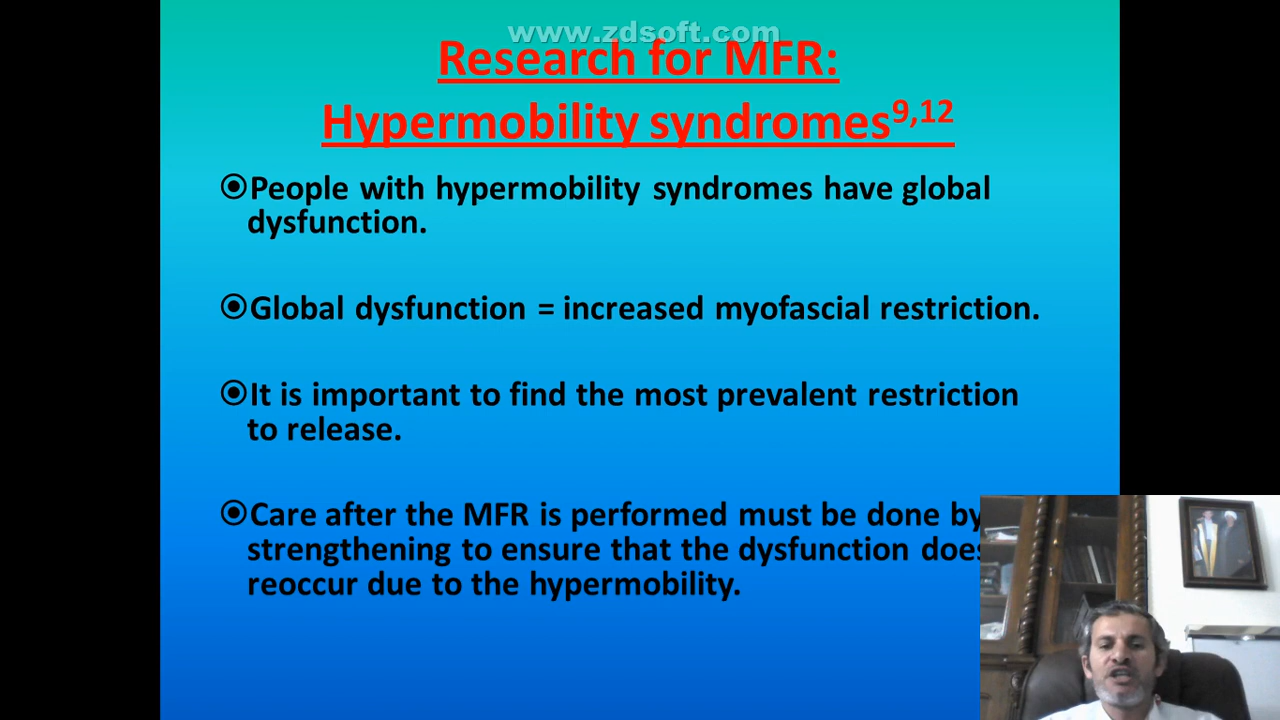 www.zdsoft.com
Research for MFR:
Hypermobility syndromes9,12
⦿People with hypermobility syndromes have global
dysfunction.
⦿Global dysfunction = increased myofascial restriction.
⦿It is important to find the most prevalent restriction
to release.
⦿Care after the MFR is performed must be done by
strengthening to ensure that the dysfunction
reoccur due to the hypermobility.